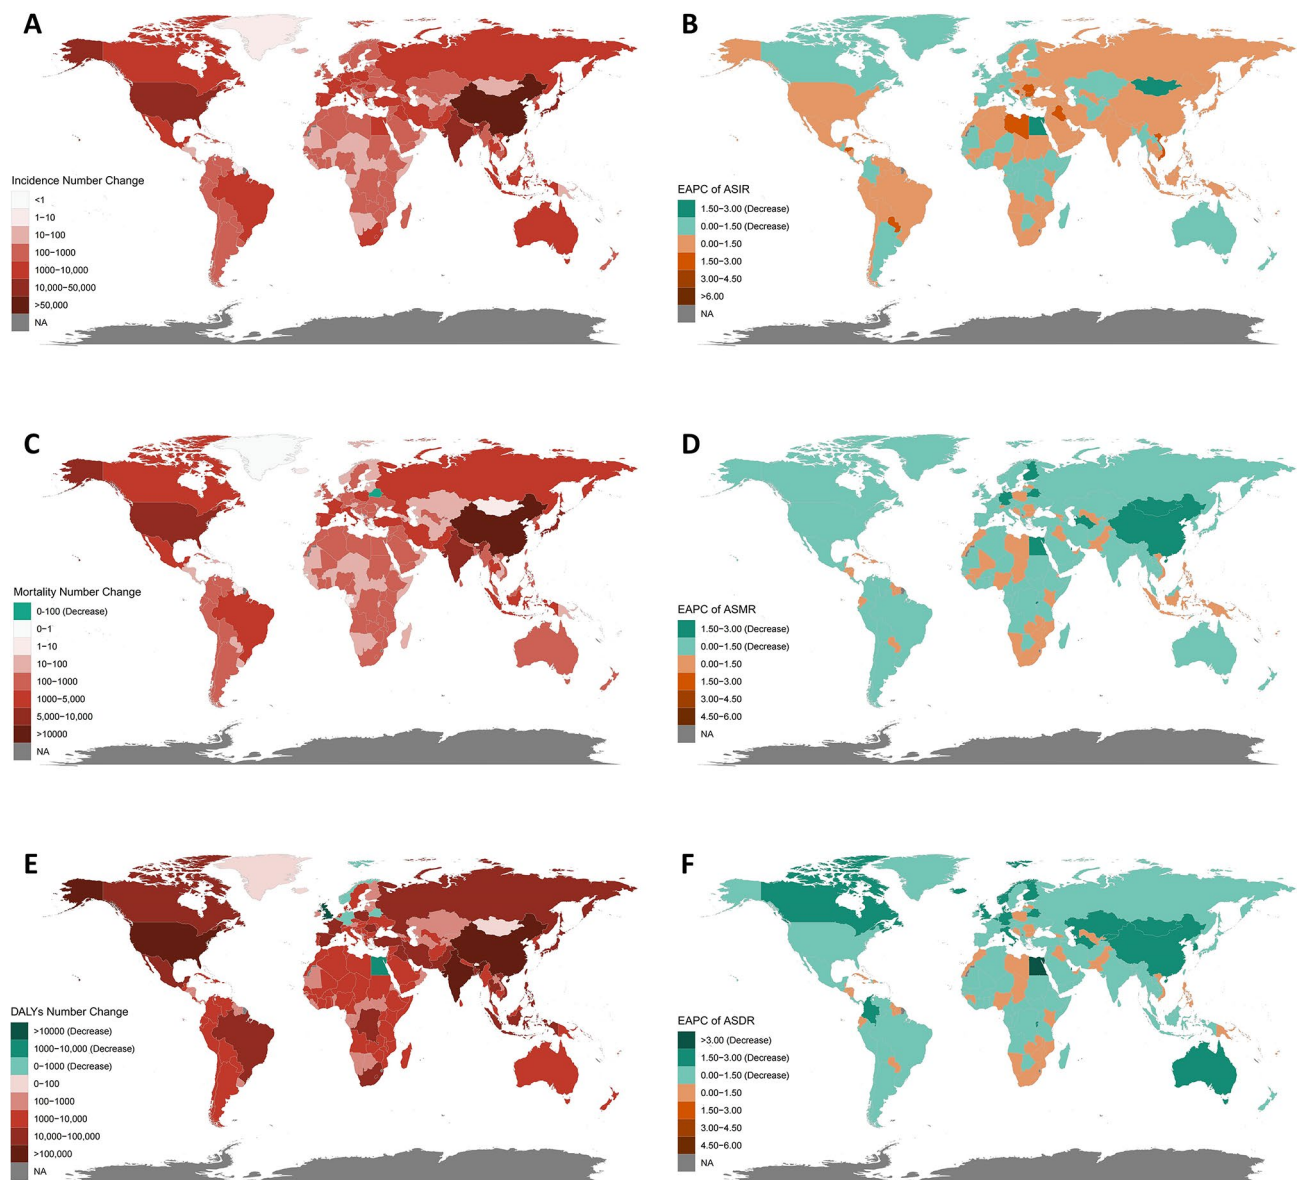 A
Incidence Number Change
<1
1−10
10−100
100−1000
1000−10,000
10,000−50,000
>50,000
NA
B
EAPC of ASIR
1.50−3.00 (Decrease)
0.00−1.50 (Decrease)
0.00−1.50
1.50−3.00
3.00−4.50
>6.00
NA
C
Mortality Number Change
0-100 (Decrease)
0−1
1−10
10−100
100−1000
1000−5,000
5,000−10,000
>10000
NA
D
EAPC of ASMR
1.50−3.00 (Decrease)
0.00−1.50 (Decrease)
0.00−1.50
1.50−3.00
3.00−4.50
4.50−6.00
NA
E
DALYs Number Change
>10000 (Decrease)
1000−10,000 (Decrease)
0−1000 (Decrease)
0−100
100−1000
1000−10,000
10,000−100,000
>100,000
NA
F
EAPC of ASDR
>3.00 (Decrease)
1.50−3.00 (Decrease)
0.00−1.50 (Decrease)
0.00−1.50
1.50−3.00
3.00−4.50
4.50−6.00
NA